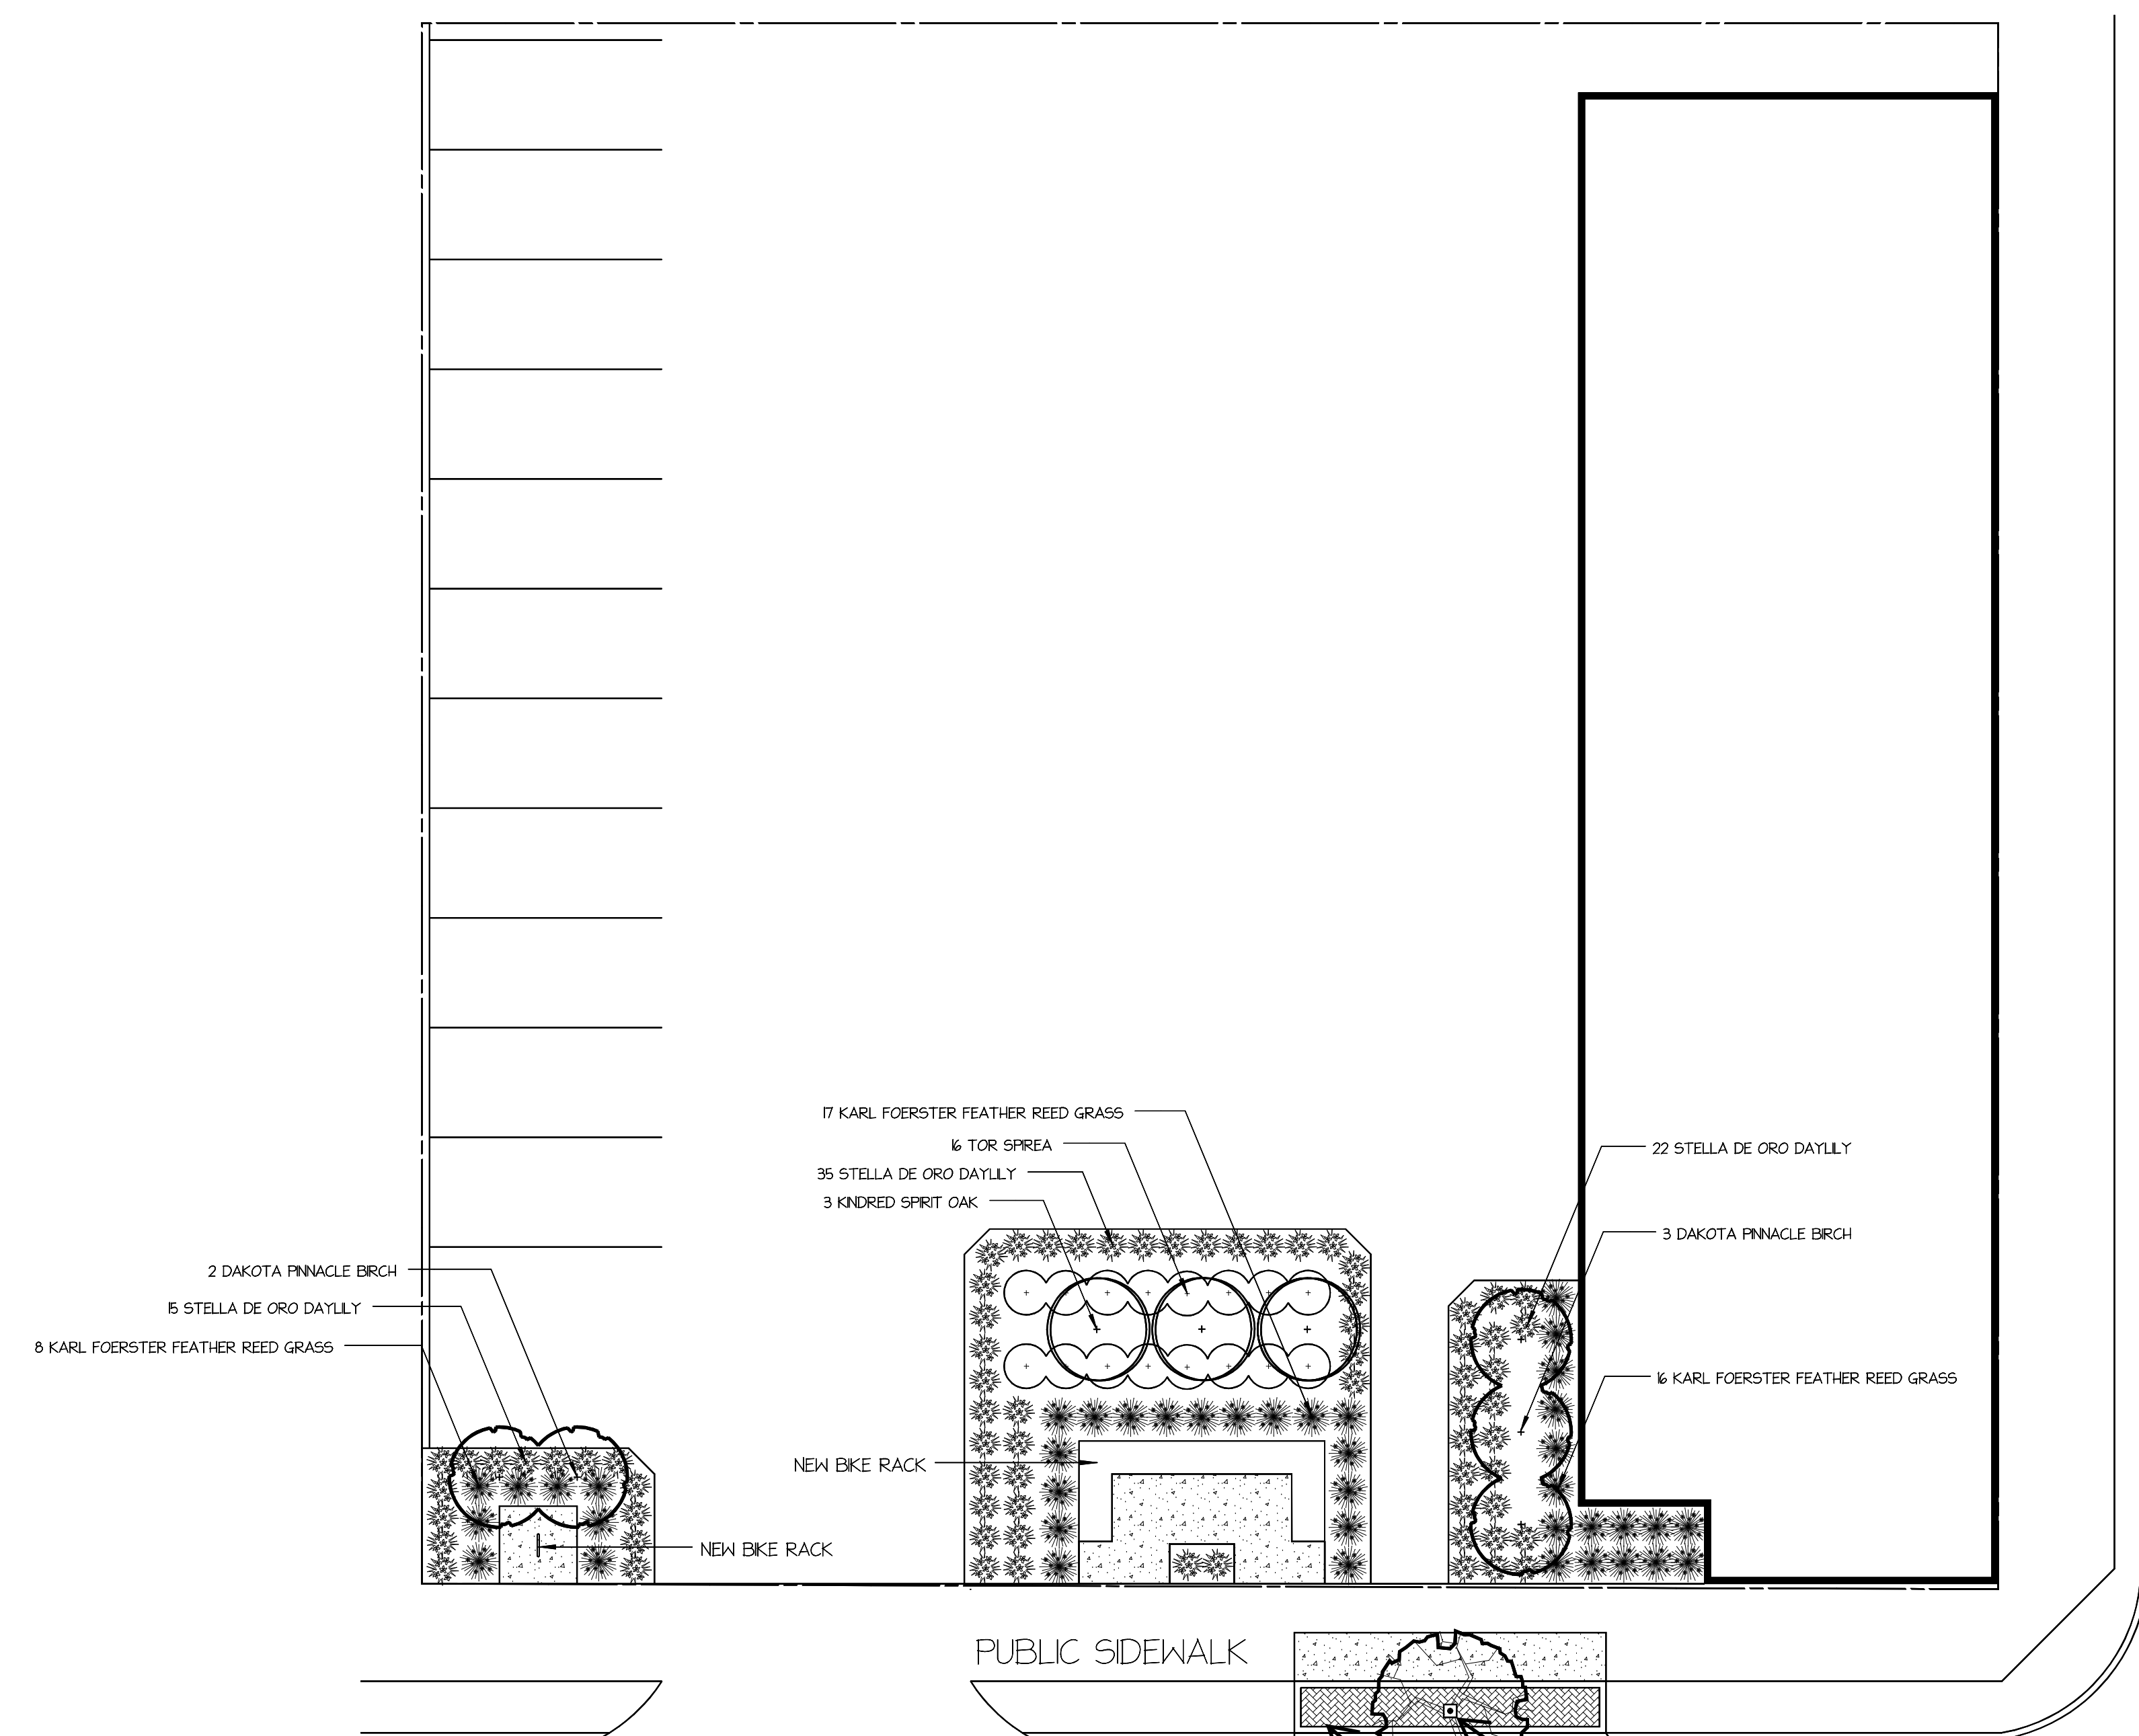 17 KARL FOERSTER FEATHER REED GRASS
16 TOR SPIREA
35 STELLA DE ORO DAYLILY
3 KINDRED SPIRIT OAK
22 STELLA DE ORO DAYLILY
3 DAKOTA PINNACLE BIRCH
2 DAKOTA PINNACLE BIRCH
15 STELLA DE ORO DAYLILY
8 KARL FOERSTER FEATHER REED GRASS
16 KARL FOERSTER FEATHER REED GRASS
NEW BIKE RACK
NEW BIKE RACK
PUBLIC SIDEWALK